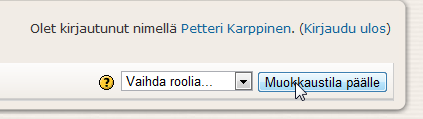 Olet kirjautunut nimellä Petteri Karppinen. (Kirjaudu ulos)
? Vaihda roolia... Muokkaustila päälle